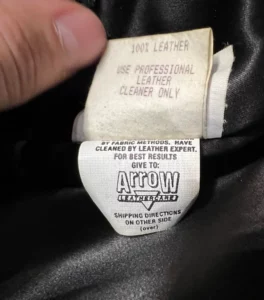 100% LEATHER
USE PROFESSIONAL
LEATHER
CLEANER ONLY
BY FABRIC METHODS. HAVE
CLEANED BY LEATHER EXPERT.
FOR BEST RESULTS
GIVE TO:
ArroW
LEATHERCARE
SHIPPING DIRECTIONS
ON OTHER SIDE
(over)